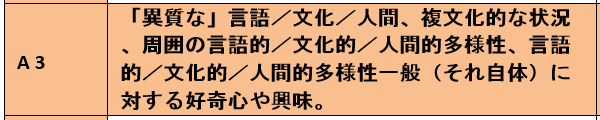 A3
「異質な」言語／文化／人間、複文化的な状況
、周囲の言語的／文化的／人間的多様性、言語
的／文化的／人間的多様性一般（それ自体）に
対する好奇心や興味。